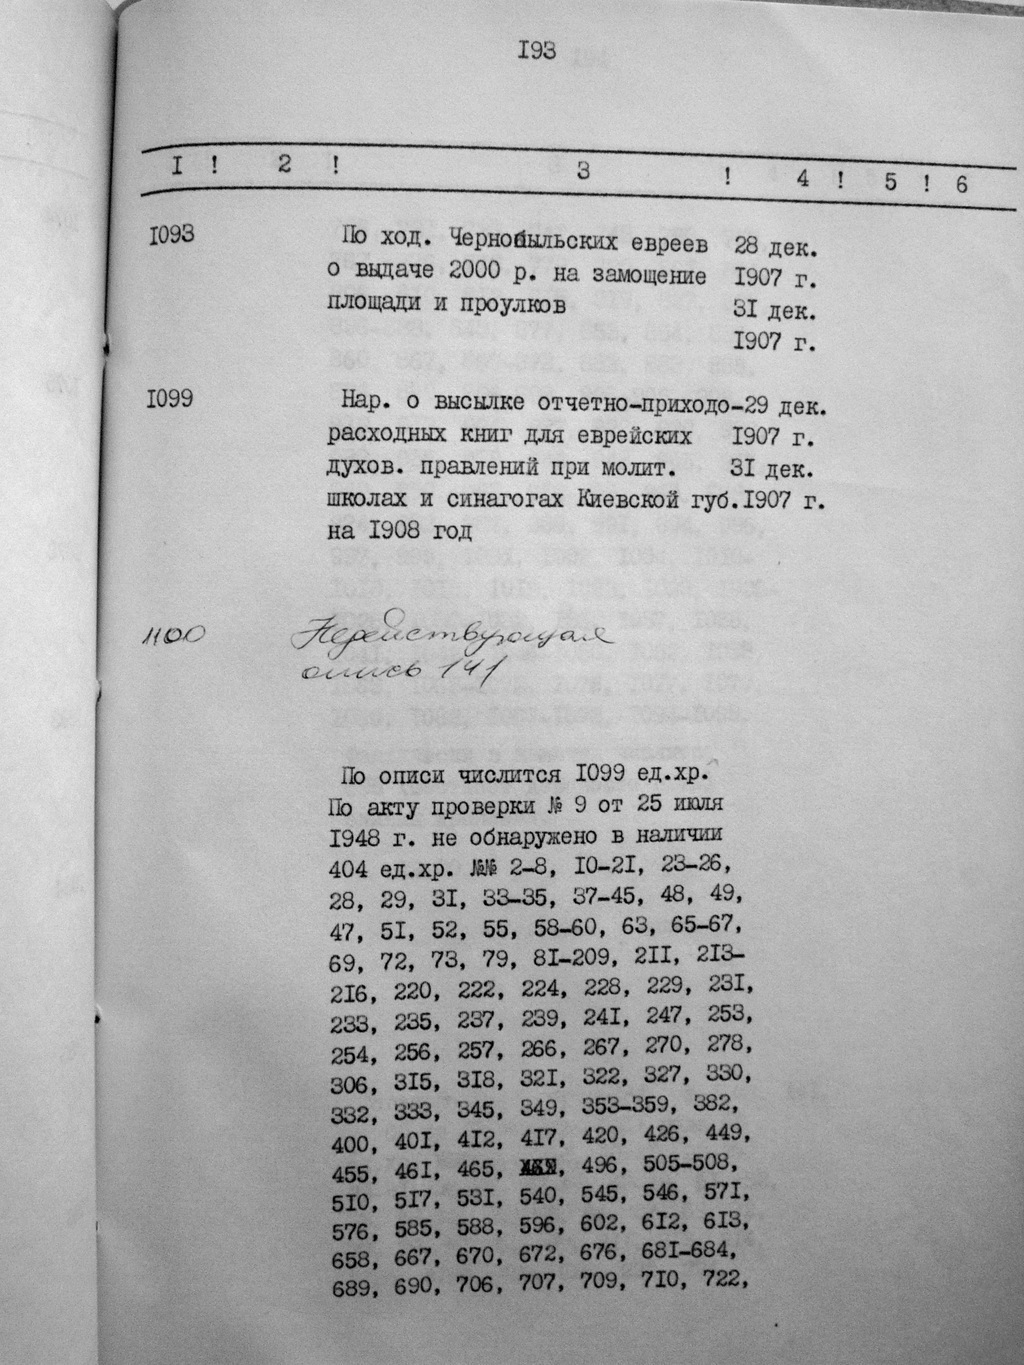 I93
I ! 2 ! 3 ! 4 ! 5 ! 6
I093 По ход. Чернобыльских евреев 28 дек.
о выдаче 2000 р. на замощение I907 г.
площади и проулков 3I дек.
I907 г.
I099 Нар. о высылке отчетно-приходо-29 дек.
расходных книг для еврейских I907 г.
духов. правлений при молит. 3I дек.
школах и синагогах Киевской губ.I907 г.
на I908 год
1100 Недействующая
опись 141
По описи числится I099 ед.хр.
По акту проверки № 9 от 25 июля
I948 г. не обнаружено в наличии
404 ед.хр. №№ 2-8, I0-2I, 23-26,
28, 29, 3I, 33-35, 37-45, 48, 49,
47, 5I, 52, 55, 58-60, 63, 65-67,
69, 72, 73, 79, 8I-209, 2II, 2I3-
2I6, 220, 222, 224, 228, 229, 23I,
233, 235, 237, 239, 24I, 247, 253,
254, 256, 257, 266, 267, 270, 278,
306, 3I5, 3I8, 32I, 322, 327, 330,
332, 333, 345, 349, 353-359, 382,
400, 40I, 4I2, 4I7, 420, 426, 449,
455, 46I, 465, 496, 505-508,
5I0, 5I7, 53I, 540, 545, 546, 57I,
576, 585, 588, 596, 602, 6I2, 6I3,
658, 667, 670, 672, 676, 68I-684,
689, 690, 706, 707, 709, 7I0, 722,